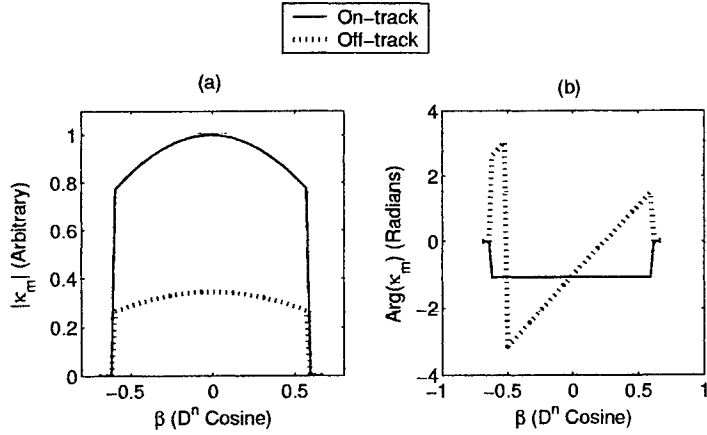 On-track
Off-track
(a)
1
0.8
0.6
0.4
0.2
0
|κm| (Arbitrary)
−0.5
0
0.5
β (Dⁿ Cosine)
(b)
4
2
0
−2
−4
Arg(κm) (Radians)
−1
−0.5
0
0.5
1
β (Dⁿ Cosine)